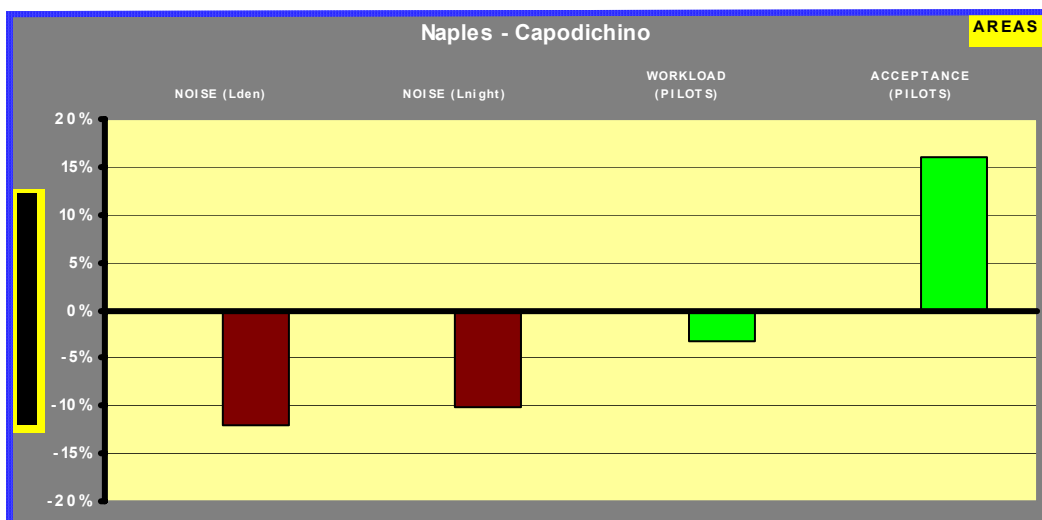 Naples - Capodichino
AREAS
NOISE (Lden)
NOISE (Lnight)
WORKLOAD
(PILOTS)
ACCEPTANCE
(PILOTS)
20%
15%
10%
5%
0%
-5%
-10%
-15%
-20%